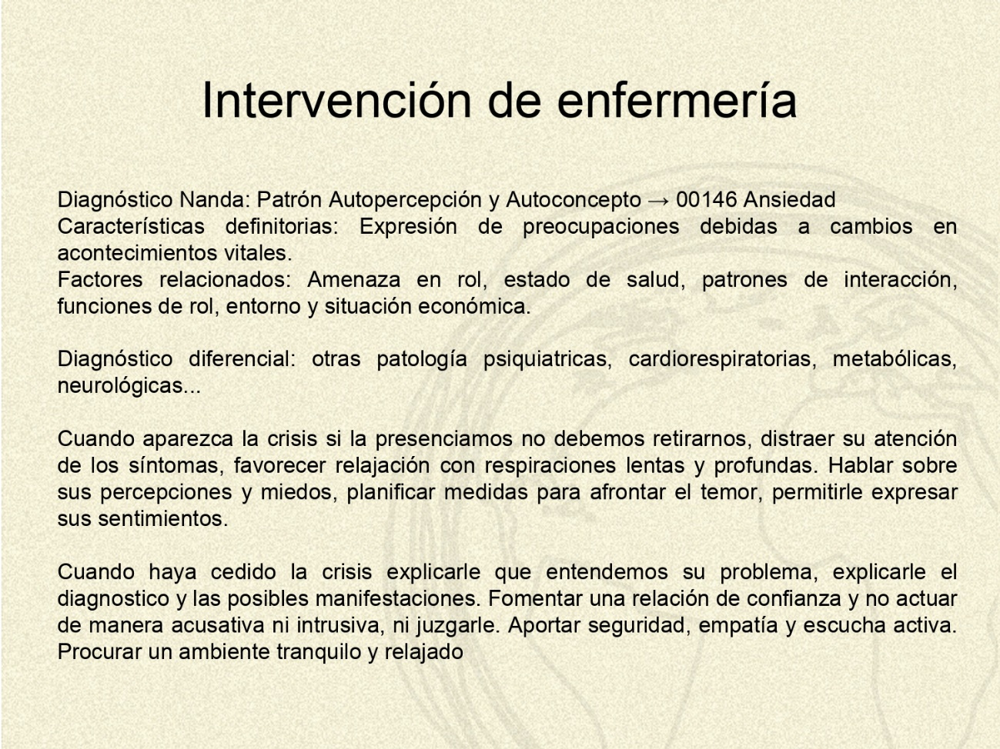 Intervención de enfermería
Diagnóstico Nanda: Patrón Autopercepción y Autoconcepto → 00146 Ansiedad
Características definitorias: Expresión de preocupaciones debidas a cambios en
acontecimientos vitales.
Factores relacionados: Amenaza en rol, estado de salud, patrones de interacción,
funciones de rol, entorno y situación económica.
Diagnóstico diferencial: otras patología psiquiatricas, cardiorespiratorias, metabólicas,
neurológicas...
Cuando aparezca la crisis si la presenciamos no debemos retirarnos, distraer su atención
de los síntomas, favorecer relajación con respiraciones lentas y profundas. Hablar sobre
sus percepciones y miedos, planificar medidas para afrontar el temor, permitirle expresar
sus sentimientos.
Cuando haya cedido la crisis explicarle que entendemos su problema, explicarle el
diagnostico y las posibles manifestaciones. Fomentar una relación de confianza y no actuar
de manera acusativa ni intrusiva, ni juzgarle. Aportar seguridad, empatía y escucha activa.
Procurar un ambiente tranquilo y relajado